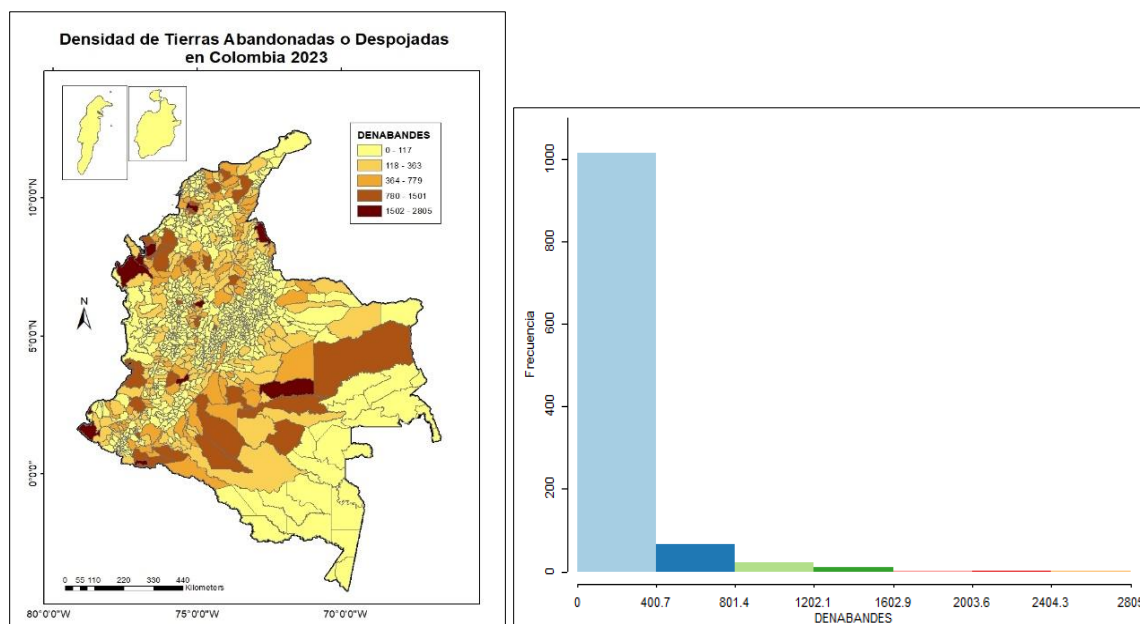 Densidad de Tierras Abandonadas o Despojadas
en Colombia 2023
DENABANDES
0 - 117
118 - 363
364 - 779
780 - 1501
1502 - 2805
10°0'0"N
N
5°0'0"N
0°0'0"
0 55 110 220 330 440
Kilometers
80°0'0"W 75°0'0"W 70°0'0"W
Frecuencia
1000
800
600
400
200
0
0 400.7 801.4 1202.1 1602.9 2003.6 2404.3 2805
DENABANDES